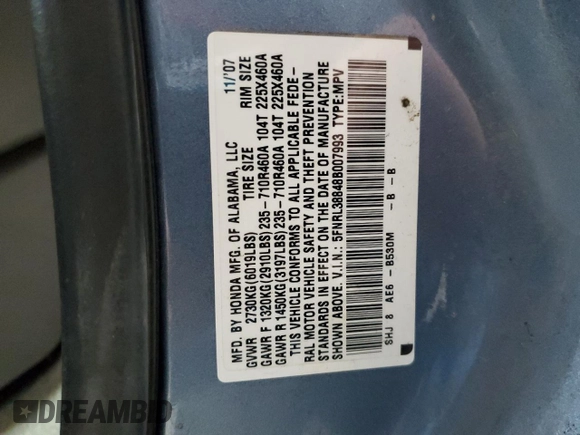 MFD. BY HONDA MFG. OF ALABAMA, LLC 11/'07
GVWR 2730KG(6019LBS) TIRE SIZE RIM SIZE
GAWR F 1320KG(2910LBS)235-710R460A 104T 225X460A
GAWR R 1450KG(3197LBS)235-710R460A 104T 225X460A
THIS VEHICLE CONFORMS TO ALL APPLICABLE FEDE-
RAL MOTOR VEHICLE SAFETY AND THEFT PREVENTION
STANDARDS IN EFFECT ON THE DATE OF MANUFACTURE
SHOWN ABOVE. V.I.N.: 5FNRL38848B007993 TYPE:MPV
SHJ 8 AE6 - B530M - B - B
DREAMBID